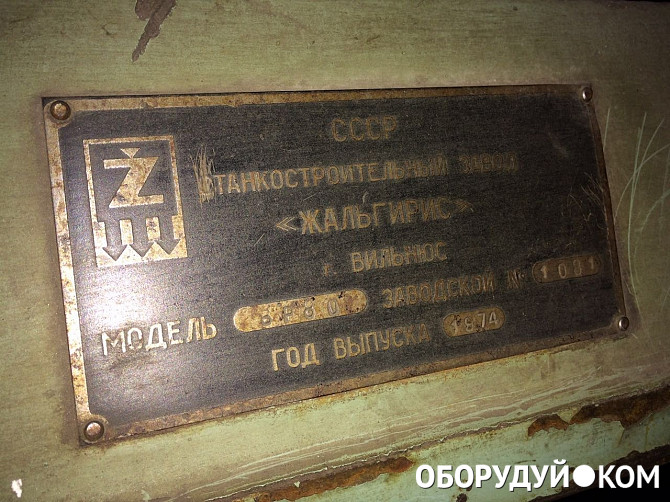 Ž
СССР
СТАНКОСТРОИТЕЛЬНЫЙ ЗАВОД
«ЖАЛЬГИРИС»
г. ВИЛЬНЮС
МОДЕЛЬ ЗАВОДСКОЙ №
ГОД ВЫПУСКА 1974
ОБОРУДУЙ КОМ